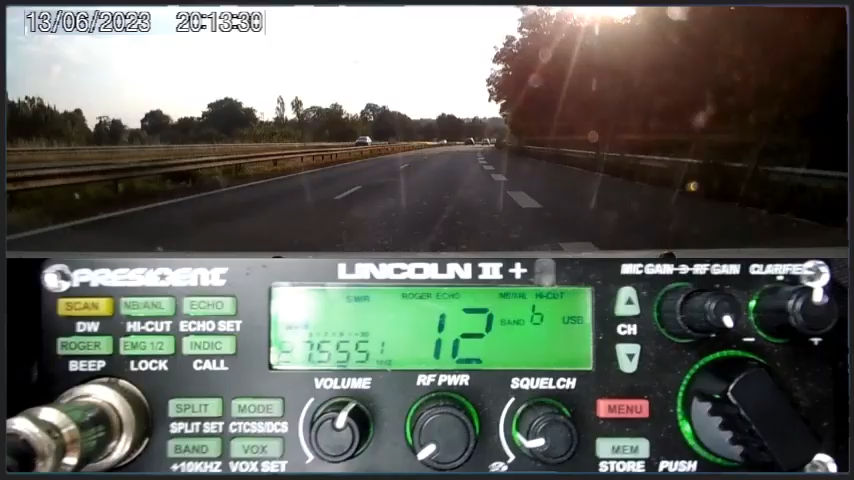 13/06/2023 20:13:30
PRESIDENT LINCOLN II + MIC GAIN RF GAIN CLARIFIER
SCAN NB/ANL ECHO
DW HI-CUT ECHO SET
ROGER EMG 1/2 INDIC
BEEP LOCK CALL
SWR ROGER ECHO NB/ANL HI-CUT
12 BAND b USB
CH
VOLUME RF PWR SQUELCH
SPLIT MODE
SPLIT SET CTCSS/DCS
BAND VOX
+10KHZ VOX SET
MENU
MEM
STORE PUSH